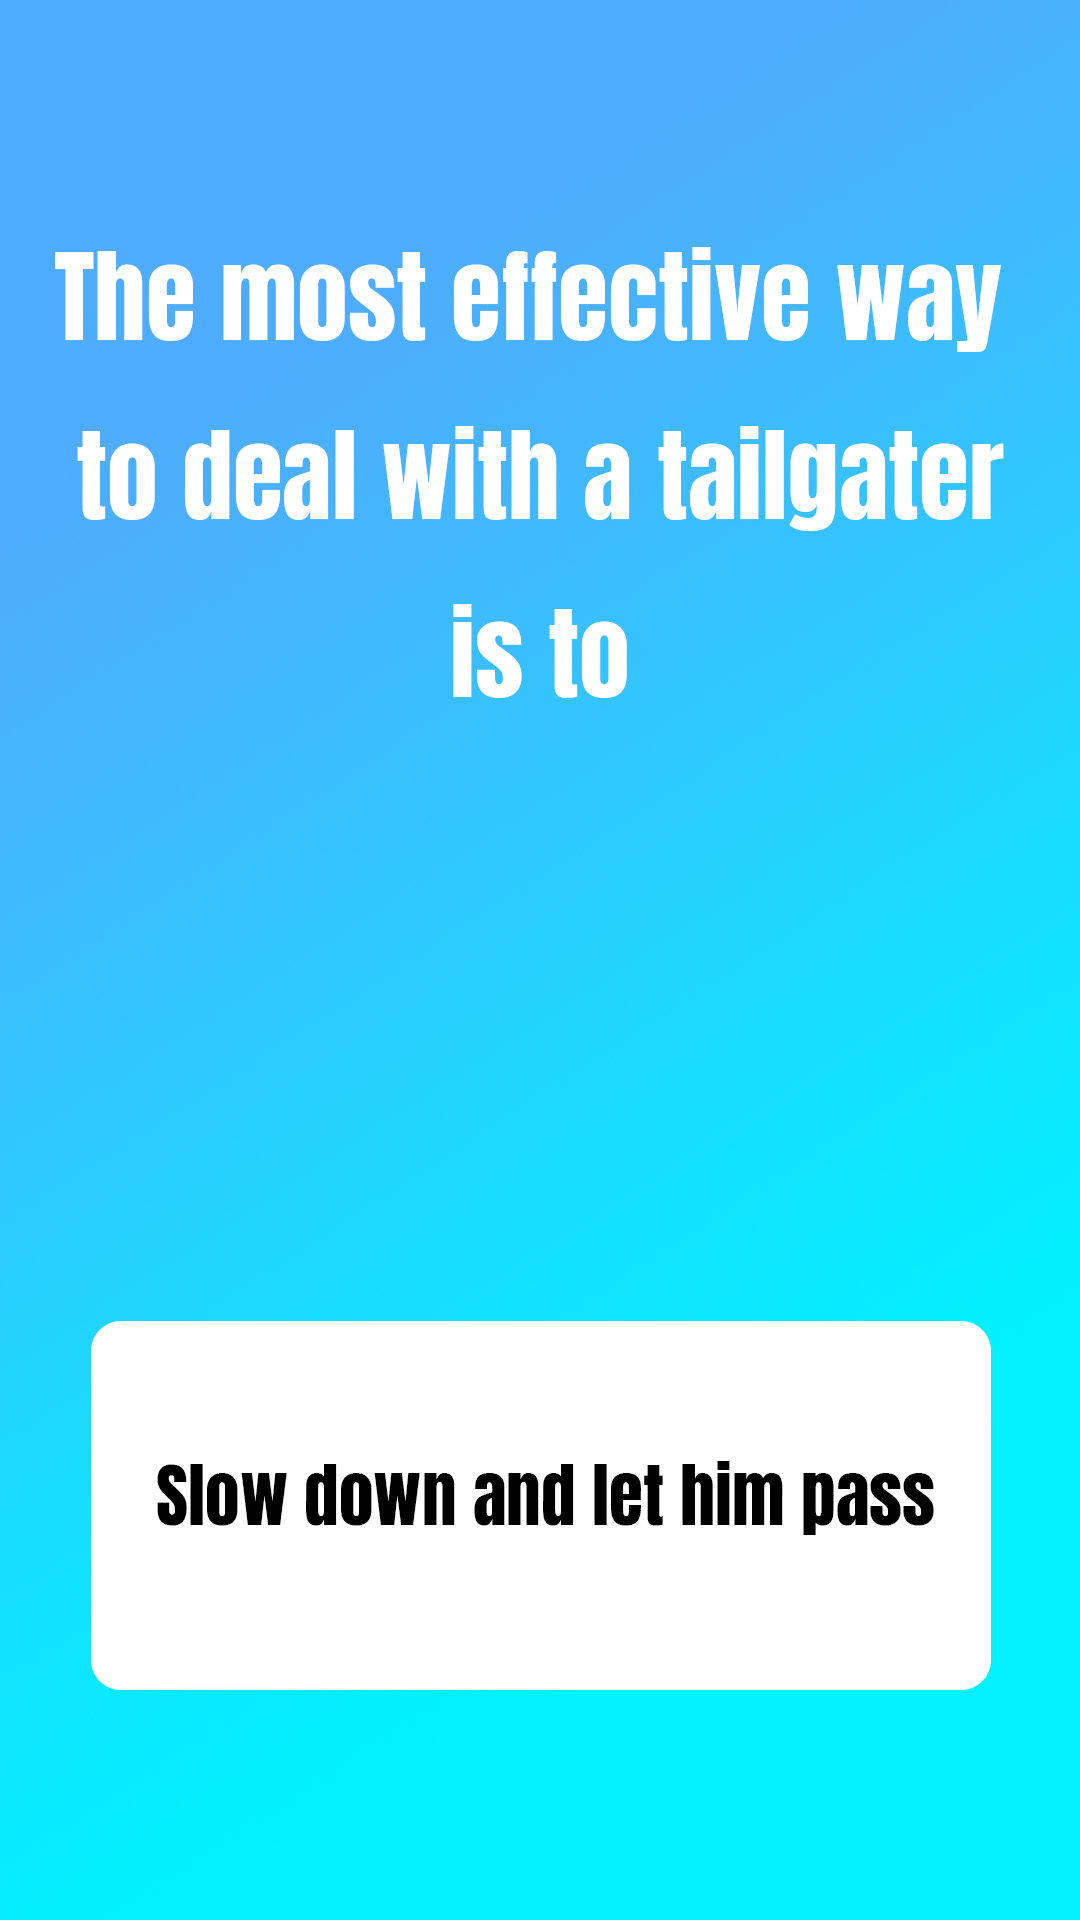 The most effective way
to deal with a tailgater
is to
Slow down and let him pass